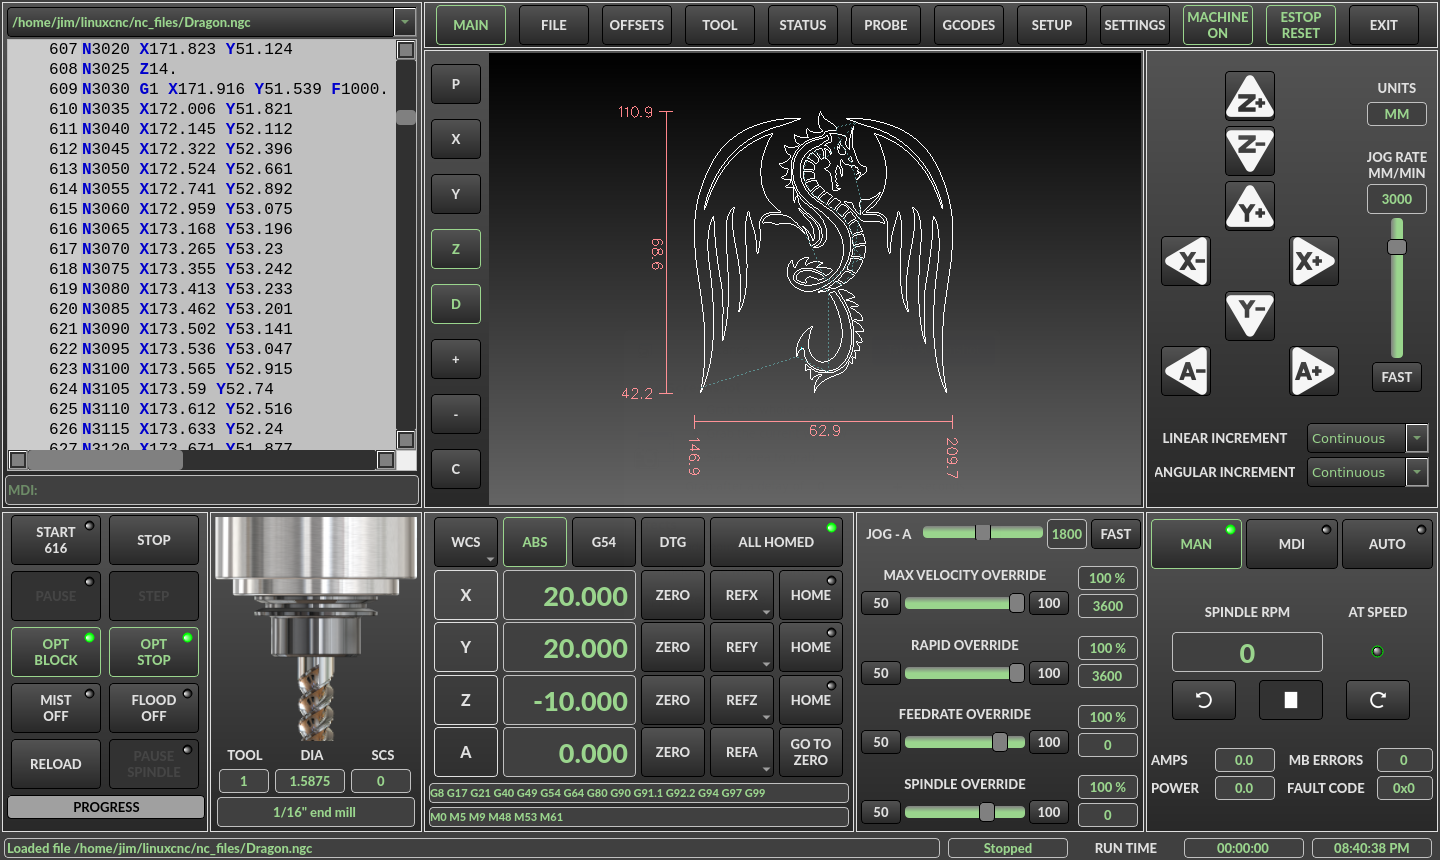 /home/jim/linuxcnc/nc_files/Dragon.ngc
607 N3020 X171.823 Y51.124
608 N3025 Z14.
609 N3030 G1 X171.916 Y51.539 F1000.
610 N3035 X172.006 Y51.821
611 N3040 X172.145 Y52.112
612 N3045 X172.322 Y52.396
613 N3050 X172.524 Y52.661
614 N3055 X172.741 Y52.892
615 N3060 X172.959 Y53.075
616 N3065 X173.168 Y53.196
617 N3070 X173.265 Y53.23
618 N3075 X173.355 Y53.242
619 N3080 X173.413 Y53.233
620 N3085 X173.462 Y53.201
621 N3090 X173.502 Y53.141
622 N3095 X173.536 Y53.047
623 N3100 X173.565 Y52.915
624 N3105 X173.59 Y52.74
625 N3110 X173.612 Y52.516
626 N3115 X173.633 Y52.24
627 N3120 X173.671 Y51.877
MDI:
MAIN
FILE
OFFSETS
TOOL
STATUS
PROBE
GCODES
SETUP
SETTINGS
MACHINE
ON
ESTOP
RESET
EXIT
P
X
Y
Z
D
+
-
C
110.9
68.6
42.2
62.9
146.9
209.7
Z+
Z-
Y+
X-
X+
Y-
A-
A+
UNITS
MM
JOG RATE
MM/MIN
3000
FAST
LINEAR INCREMENT
Continuous
ANGULAR INCREMENT
Continuous
START
616
STOP
PAUSE
STEP
OPT
BLOCK
OPT
STOP
MIST
OFF
FLOOD
OFF
RELOAD
PAUSE
SPINDLE
PROGRESS
TOOL
DIA
SCS
1
1.5875
0
1/16" end mill
WCS
ABS
G54
DTG
ALL HOMED
X
20.000
ZERO
REFX
HOME
Y
20.000
ZERO
REFY
HOME
Z
-10.000
ZERO
REFZ
HOME
A
0.000
ZERO
REFA
GO TO
ZERO
G8 G17 G21 G40 G49 G54 G64 G80 G90 G91.1 G92.2 G94 G97 G99
M0 M5 M9 M48 M53 M61
JOG - A
1800
FAST
MAX VELOCITY OVERRIDE
100 %
50
100
3600
RAPID OVERRIDE
100 %
50
100
3600
FEEDRATE OVERRIDE
100 %
50
100
0
SPINDLE OVERRIDE
100 %
50
100
0
MAN
MDI
AUTO
SPINDLE RPM
AT SPEED
0
AMPS
0.0
MB ERRORS
0
POWER
0.0
FAULT CODE
0x0
Loaded file /home/jim/linuxcnc/nc_files/Dragon.ngc
Stopped
RUN TIME
00:00:00
08:40:38 PM